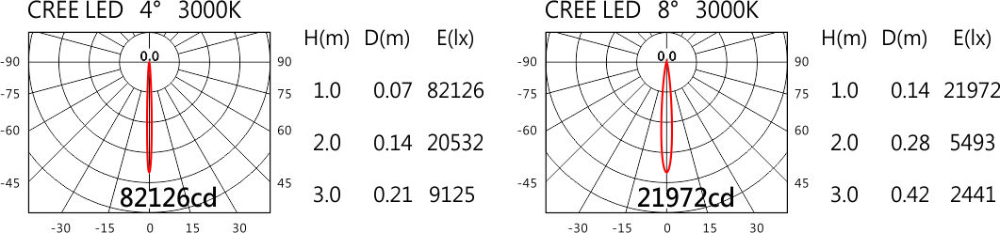 CREE LED 4° 3000K
H(m) D(m) E(lx)
0.0
-90 90
1.0 0.07 82126
-75 75
-60 60
2.0 0.14 20532
-45 45
82126cd
3.0 0.21 9125
-30 -15 0 15 30
CREE LED 8° 3000K
H(m) D(m) E(lx)
0.0
-90 90
1.0 0.14 21972
-75 75
-60 60
2.0 0.28 5493
-45 45
21972cd
3.0 0.42 2441
-30 -15 0 15 30